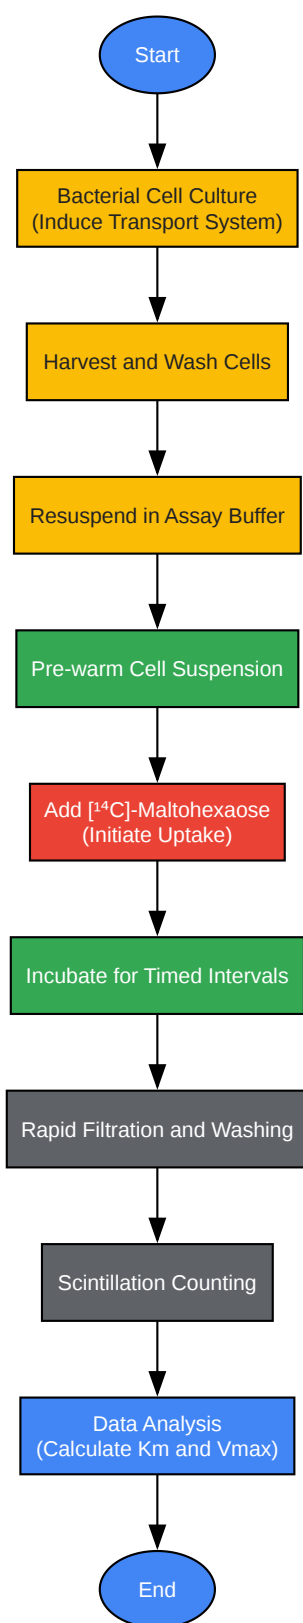 Start
Bacterial Cell Culture
(Induce Transport System)
Harvest and Wash Cells
Resuspend in Assay Buffer
Pre-warm Cell Suspension
Add [¹⁴C]-Maltohexaose
(Initiate Uptake)
Incubate for Timed Intervals
Rapid Filtration and Washing
Scintillation Counting
Data Analysis
(Calculate Km and Vmax)
End